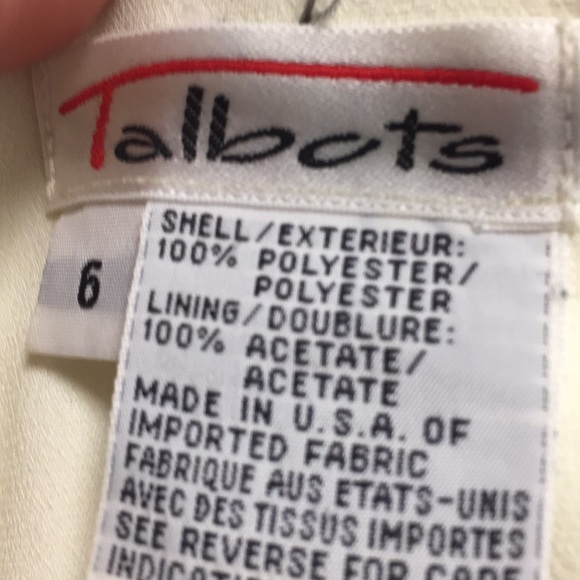 Talbots
6
SHELL/EXTERIEUR:
100% POLYESTER/
POLYESTER
LINING/DOUBLURE:
100% ACETATE/
ACETATE
MADE IN U.S.A. OF
IMPORTED FABRIC
FABRIQUE AUS ETATS-UNIS
AVEC DES TISSUS IMPORTES
SEE REVERSE FOR CARE